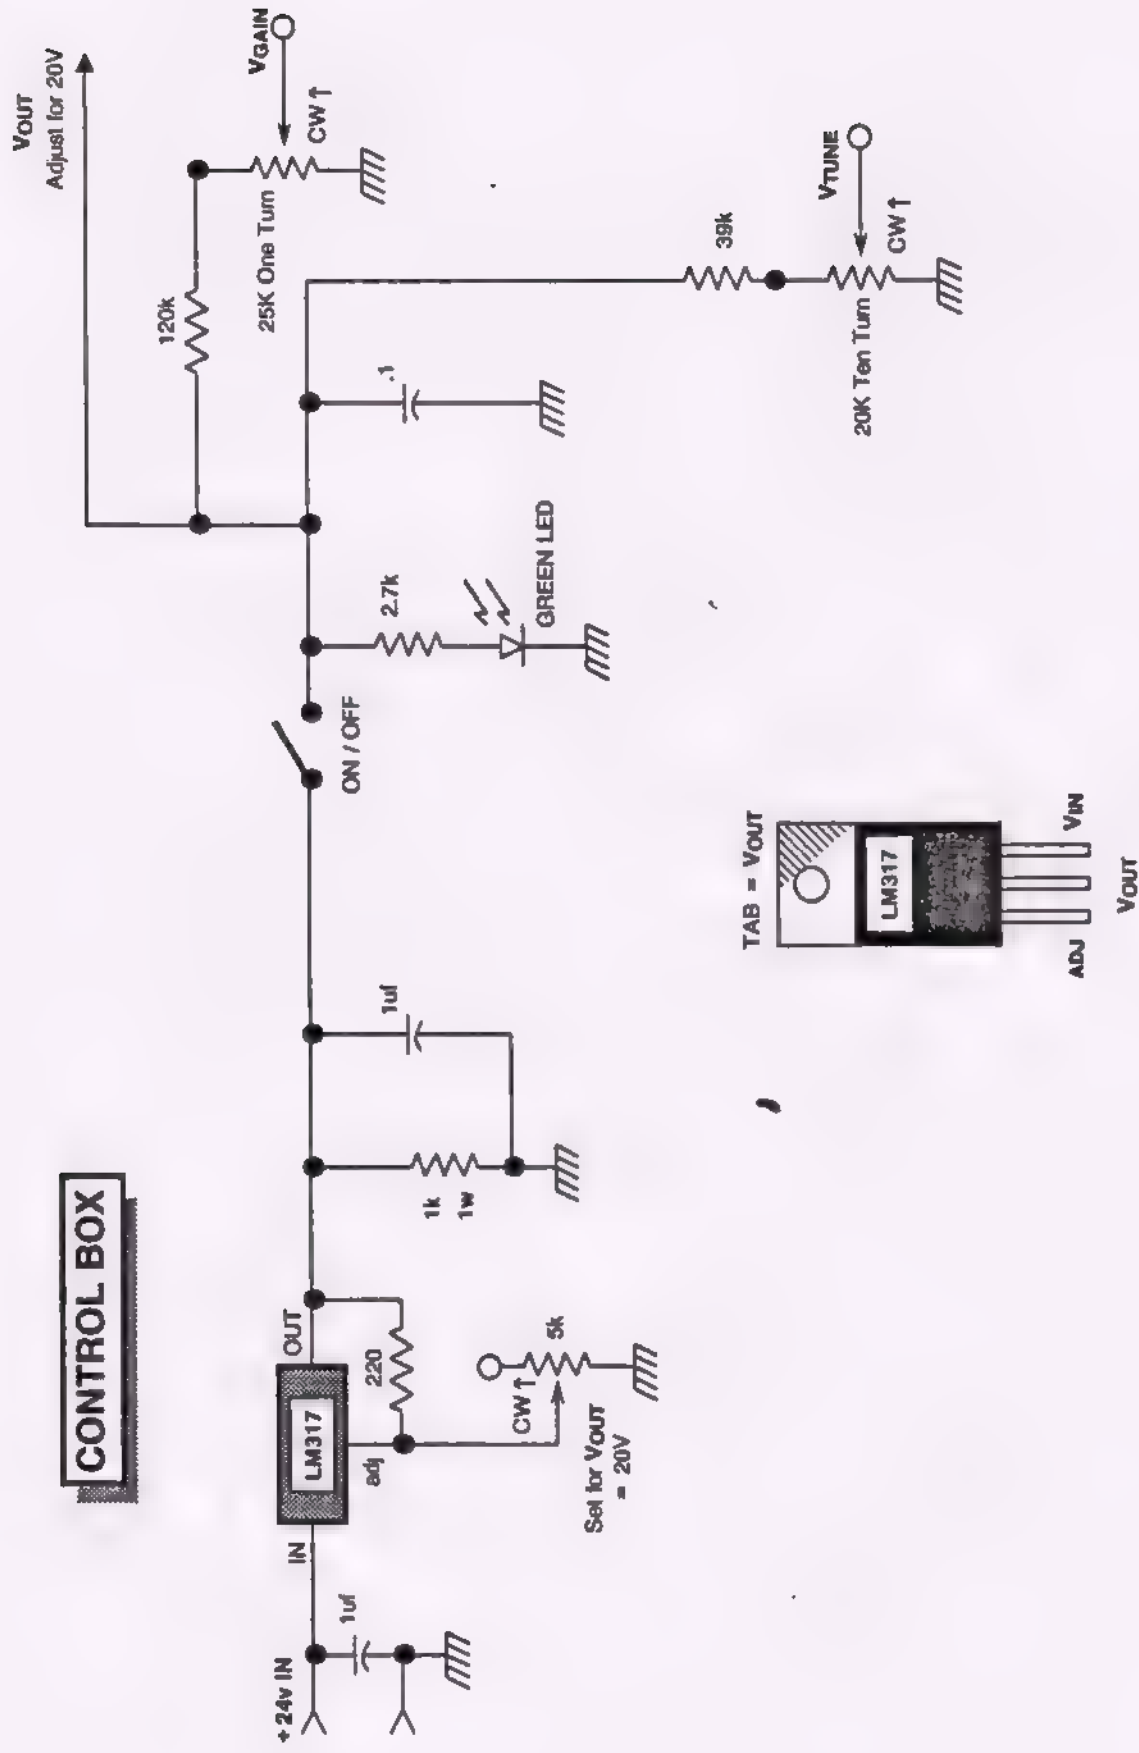 CONTROL BOX
VOUT
Adjust for 20V
120k
VGAIN
CW↑
25K One Turn
+24v IN
1uf
IN
LM317
OUT
adj
220
CW↑
5k
Set for VOUT
= 20V
1k
1w
1uf
ON / OFF
2.7k
GREEN LED
.1
39k
VTUNE
CW↑
20K Ten Turn
TAB = VOUT
LM317
ADJ
VIN
VOUT